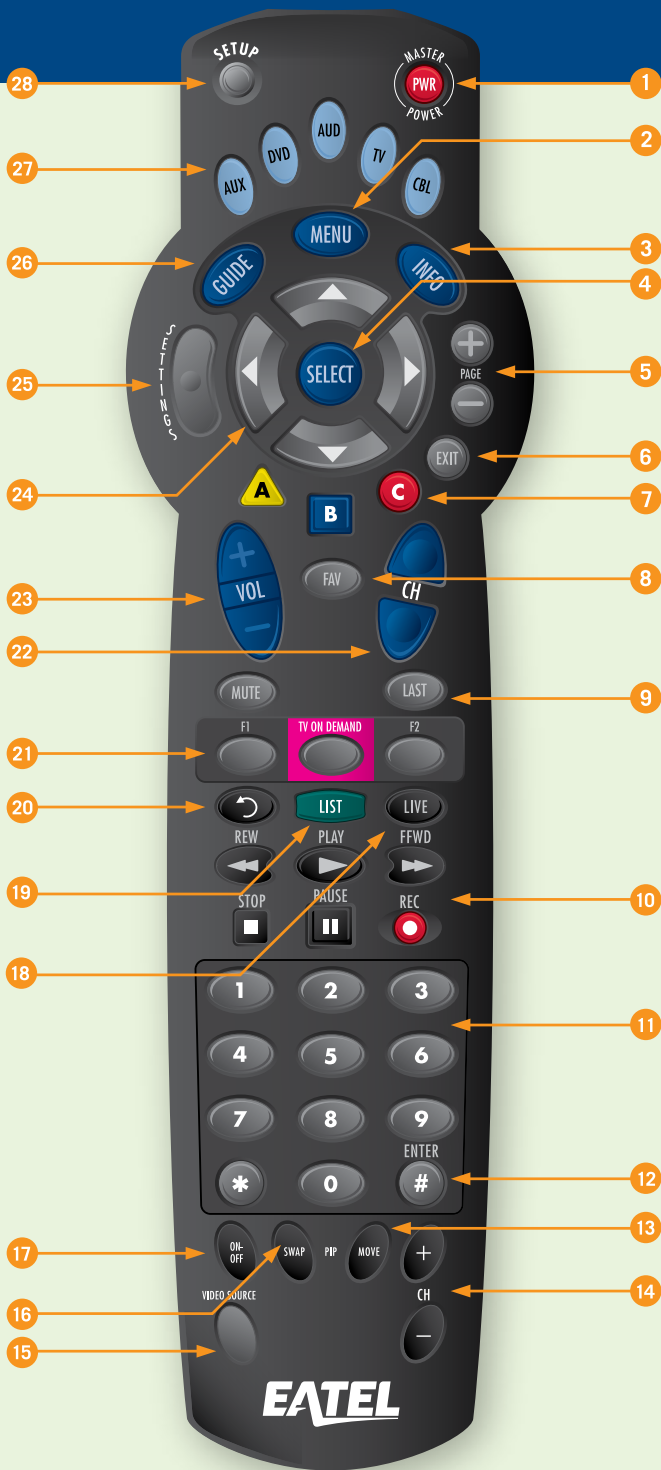 SETUP
MASTER
PWR
POWER
28
1
AUX
DVD
AUD
TV
CBL
27
2
GUIDE
MENU
INFO
26
3
4
SELECT
SETTINGS
PAGE
25
5
EXIT
6
24
A
B
C
7
VOL
FAV
CH
23
8
22
MUTE
LAST
9
F1
TV ON DEMAND
F2
21
LIST
LIVE
20
REW
PLAY
FFWD
19
STOP
PAUSE
REC
10
18
1
2
3
11
4
5
6
7
8
9
ENTER
*
0
#
12
13
ON-
OFF
SWAP
PIP
MOVE
+
17
16
VIDEO SOURCE
CH
14
15
–
EATEL